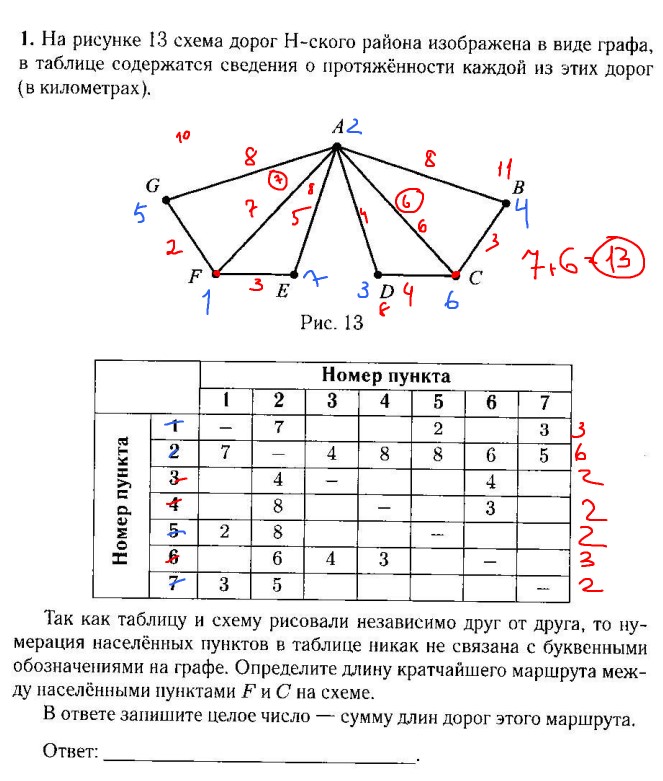 1. На рисунке 13 схема дорог Н-ского района изображена в виде графа,
в таблице содержатся сведения о протяжённости каждой из этих дорог
(в километрах).
A 2
10
8 8 11
G 7 8 6 B
5 7 5 4 6 4
2 3 7+6=13
F 3 E 7 3 D 4 C
1 8 6
Рис. 13
Номер пункта
1 2 3 4 5 6 7
Номер пункта
1 – 7 2 3 3
2 7 – 4 8 8 6 5 6
3 4 – 4 2
4 8 – 3 2
5 2 8 – 2
6 6 4 3 – 3
7 3 5 – 2
Так как таблицу и схему рисовали независимо друг от друга, то ну-
мерация населённых пунктов в таблице никак не связана с буквенными
обозначениями на графе. Определите длину кратчайшего маршрута меж-
ду населёнными пунктами F и C на схеме.
В ответе запишите целое число — сумму длин дорог этого маршрута.
Ответ: ____________________.